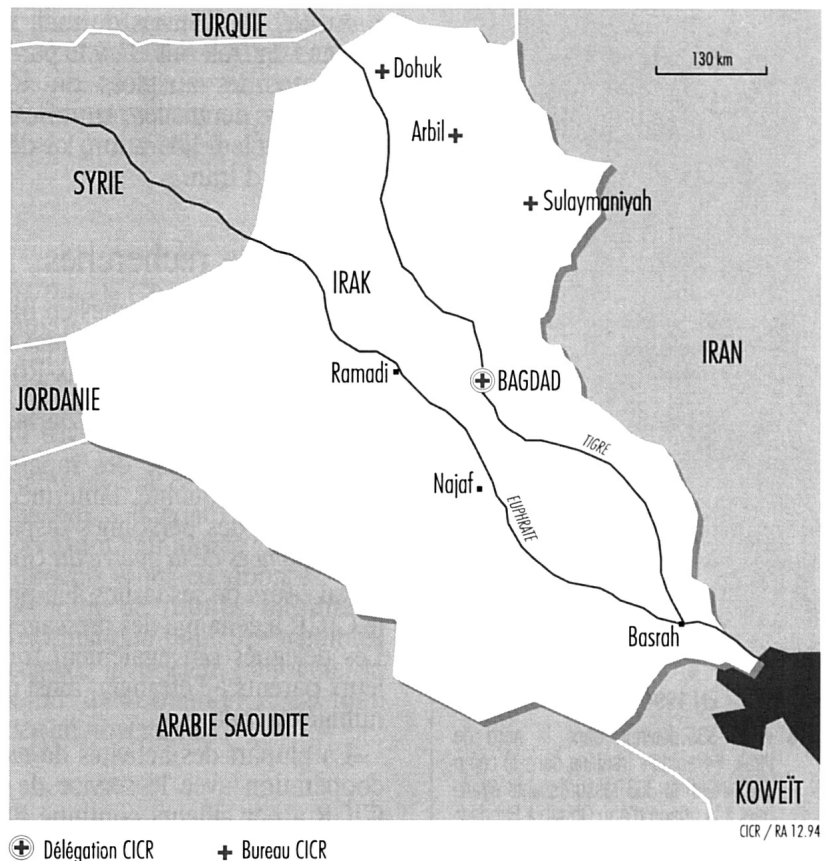 TURQUIE
Dohuk
130 km
Arbil
SYRIE
Sulaymaniyah
IRAK
IRAN
Ramadi
BAGDAD
JORDANIE
TIGRE
Najaf
EUPHRATE
Basrah
ARABIE SAOUDITE
KOWEÏT
CICR / RA 12.94
Délégation CICR
Bureau CICR